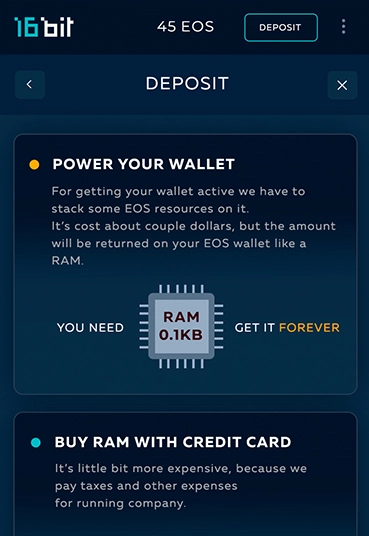 16bit
45 EOS
DEPOSIT
DEPOSIT
POWER YOUR WALLET
For getting your wallet active we have to
stack some EOS resources on it.
It's cost about couple dollars, but the amount
will be returned on your EOS wallet like a
RAM.
YOU NEED
RAM
0.1KB
GET IT FOREVER
BUY RAM WITH CREDIT CARD
It's little bit more expensive, because we
pay taxes and other expenses
for running company.